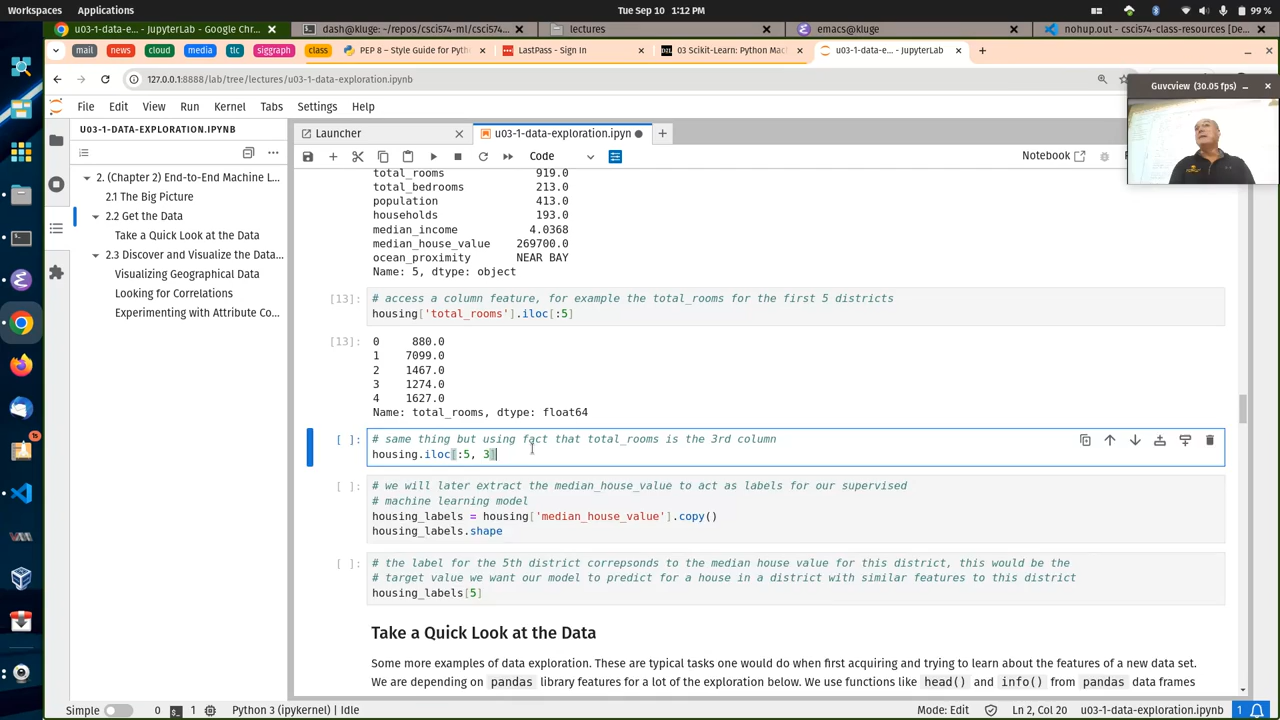 Workspaces Applications Tue Sep 10 1:12 PM 99 %
u03-1-data-e... - JupyterLab - Google Chr...
dash@kluge:~/repos/csci574-ml/csci574...
lectures
emacs@kluge
nohup.out - csci574-class-resources [De...
mail news cloud media tlc siggraph class
PEP 8 – Style Guide for Pyth
LastPass - Sign In
03 Scikit-Learn: Python Mac
u03-1-data-e... - JupyterLab
127.0.0.1:8888/lab/tree/lectures/u03-1-data-exploration.ipynb
Guvcview (30.05 fps)
File Edit View Run Kernel Tabs Settings Help
U03-1-DATA-EXPLORATION.IPYNB
2. (Chapter 2) End-to-End Machine L...
2.1 The Big Picture
2.2 Get the Data
Take a Quick Look at the Data
2.3 Discover and Visualize the Data...
Visualizing Geographical Data
Looking for Correlations
Experimenting with Attribute Co...
Launcher
u03-1-data-exploration.ipyn
Code
Notebook
total_rooms 919.0
total_bedrooms 213.0
population 413.0
households 193.0
median_income 4.0368
median_house_value 269700.0
ocean_proximity NEAR BAY
Name: 5, dtype: object
[13]: # access a column feature, for example the total_rooms for the first 5 districts
housing['total_rooms'].iloc[:5]
[13]: 0 880.0
1 7099.0
2 1467.0
3 1274.0
4 1627.0
Name: total_rooms, dtype: float64
[ ]: # same thing but using fact that total_rooms is the 3rd column
housing.iloc[:5, 3]
[ ]: # we will later extract the median_house_value to act as labels for our supervised
# machine learning model
housing_labels = housing['median_house_value'].copy()
housing_labels.shape
[ ]: # the label for the 5th district correpsonds to the median house value for this district, this would be the
# target value we want our model to predict for a house in a district with similar features to this district
housing_labels[5]
Take a Quick Look at the Data
Some more examples of data exploration. These are typical tasks one would do when first acquiring and trying to learn about the features of a new data set.
We are depending on pandas library features for a lot of the exploration below. We use functions like head() and info() from pandas data frames
Simple 0 1 Python 3 (ipykernel) | Idle
Mode: Edit Ln 2, Col 20 u03-1-data-exploration.ipynb 1